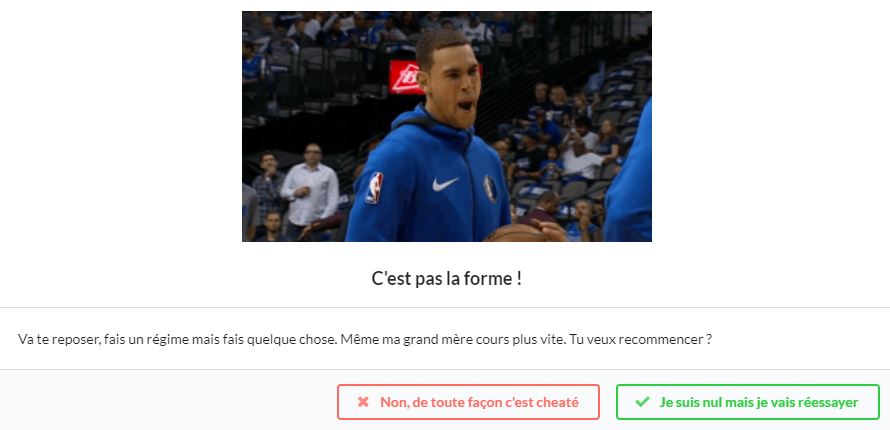 C'est pas la forme !
Va te reposer, fais un régime mais fais quelque chose. Même ma grand mère cours plus vite. Tu veux recommencer ?
Non, de toute façon c'est cheaté
Je suis nul mais je vais réessayer